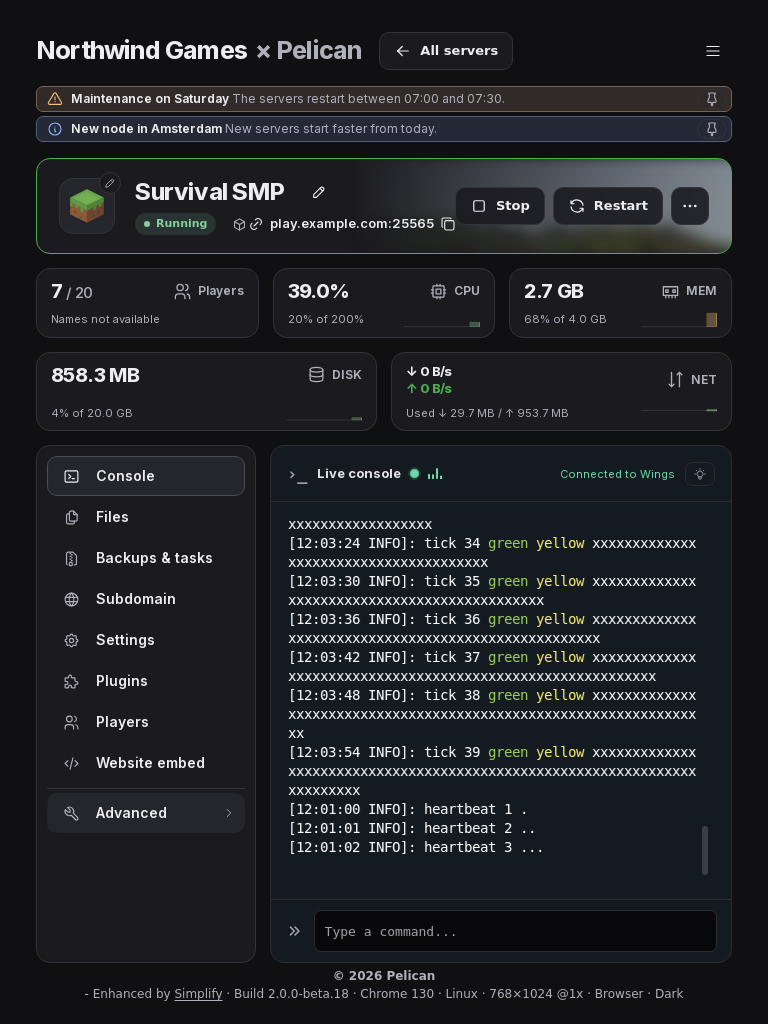 Northwind Games × Pelican
All servers
Maintenance on Saturday The servers restart between 07:00 and 07:30.
New node in Amsterdam New servers start faster from today.
Survival SMP
Running
play.example.com:25565
Stop
Restart
7 / 20
Players
Names not available
39.0%
CPU
20% of 200%
2.7 GB
MEM
68% of 4.0 GB
858.3 MB
DISK
4% of 20.0 GB
↓ 0 B/s
↑ 0 B/s
NET
Used ↓ 29.7 MB / ↑ 953.7 MB
Console
Files
Backups & tasks
Subdomain
Settings
Plugins
Players
Website embed
Advanced
Live console
Connected to Wings
xxxxxxxxxxxxxxxxxx
[12:03:24 INFO]: tick 34 green yellow xxxxxxxxxxxxx
xxxxxxxxxxxxxxxxxxxxxxxxx
[12:03:30 INFO]: tick 35 green yellow xxxxxxxxxxxxx
xxxxxxxxxxxxxxxxxxxxxxxxxxxxxxxx
[12:03:36 INFO]: tick 36 green yellow xxxxxxxxxxxxx
xxxxxxxxxxxxxxxxxxxxxxxxxxxxxxxxxxxxxxx
[12:03:42 INFO]: tick 37 green yellow xxxxxxxxxxxxx
xxxxxxxxxxxxxxxxxxxxxxxxxxxxxxxxxxxxxxxxxxxxxx
[12:03:48 INFO]: tick 38 green yellow xxxxxxxxxxxxx
xxxxxxxxxxxxxxxxxxxxxxxxxxxxxxxxxxxxxxxxxxxxxxxxxxx
xx
[12:03:54 INFO]: tick 39 green yellow xxxxxxxxxxxxx
xxxxxxxxxxxxxxxxxxxxxxxxxxxxxxxxxxxxxxxxxxxxxxxxxxx
xxxxxxxxx
[12:01:00 INFO]: heartbeat 1 .
[12:01:01 INFO]: heartbeat 2 ..
[12:01:02 INFO]: heartbeat 3 ...
Type a command...
© 2026 Pelican
- Enhanced by Simplify · Build 2.0.0-beta.18 · Chrome 130 · Linux · 768×1024 @1x · Browser · Dark